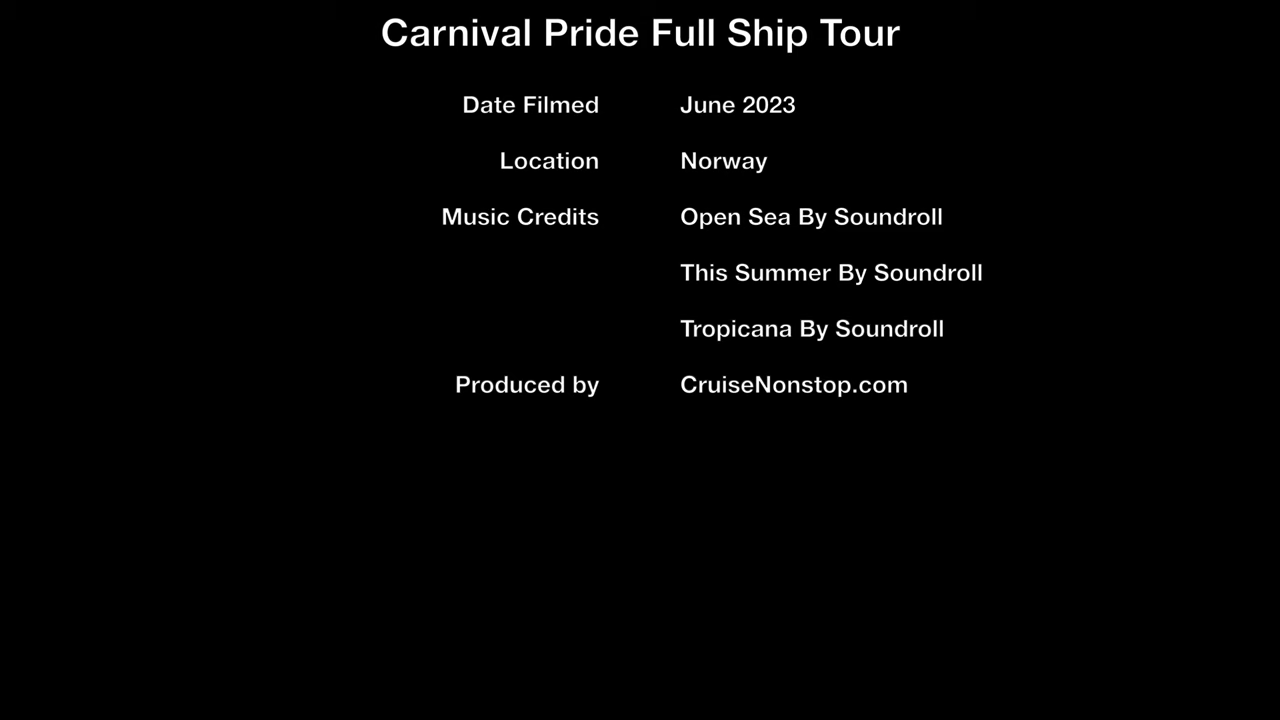 Carnival Pride Full Ship Tour
Date Filmed June 2023
Location Norway
Music Credits Open Sea By Soundroll
This Summer By Soundroll
Tropicana By Soundroll
Produced by CruiseNonstop.com